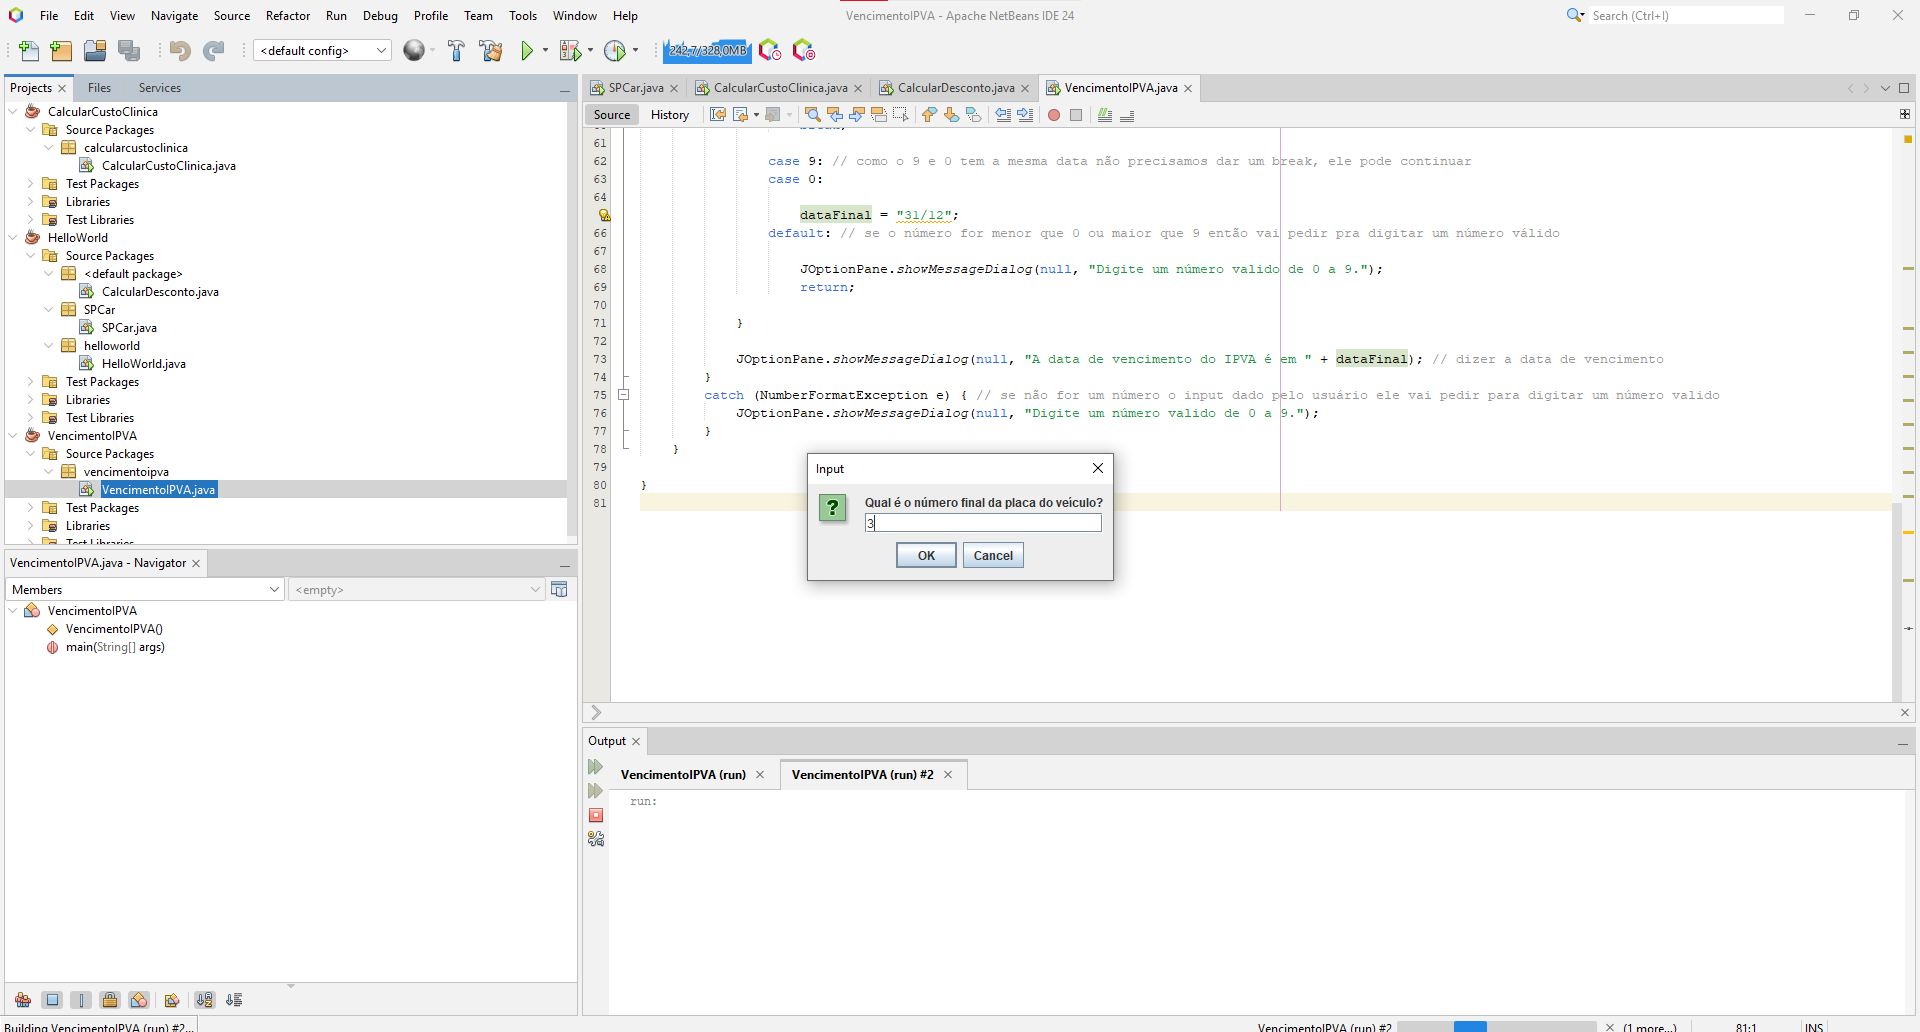 File Edit View Navigate Source Refactor Run Debug Profile Team Tools Window Help
VencimentoIPVA - Apache NetBeans IDE 24
Search (Ctrl+I)
<default config>
242,7/328,0MB
Projects Files Services
CalcularCustoClinica
Source Packages
calcularcustoclinica
CalcularCustoClinica.java
Test Packages
Libraries
Test Libraries
HelloWorld
Source Packages
<default package>
CalcularDesconto.java
SPCar
SPCar.java
helloworld
HelloWorld.java
Test Packages
Libraries
Test Libraries
VencimentoIPVA
Source Packages
vencimentoipva
VencimentoIPVA.java
Test Packages
Libraries
Test Libraries
VencimentoIPVA.java - Navigator
Members
<empty>
VencimentoIPVA
VencimentoIPVA()
main(String[] args)
SPCar.java CalcularCustoClinica.java CalcularDesconto.java VencimentoIPVA.java
Source History
60 break;
61
62 case 9: // como o 9 e 0 tem a mesma data não precisamos dar um break, ele pode continuar
63 case 0:
64
dataFinal = "31/12";
66 default: // se o número for menor que 0 ou maior que 9 então vai pedir pra digitar um número válido
67
68 JOptionPane.showMessageDialog(null, "Digite um número valido de 0 a 9.");
69 return;
70
71 }
72
73 JOptionPane.showMessageDialog(null, "A data de vencimento do IPVA é em " + dataFinal); // dizer a data de vencimento
74 }
75 catch (NumberFormatException e) { // se não for um número o input dado pelo usuário ele vai pedir para digitar um número valido
76 JOptionPane.showMessageDialog(null, "Digite um número valido de 0 a 9.");
77 }
78 }
79
80 }
81
Input
Qual é o número final da placa do veículo?
3
OK Cancel
Output
VencimentoIPVA (run) VencimentoIPVA (run) #2
run:
Building VencimentoIPVA (run) #2...
VencimentoIPVA (run) #2
(1 more...)
81:1
INS